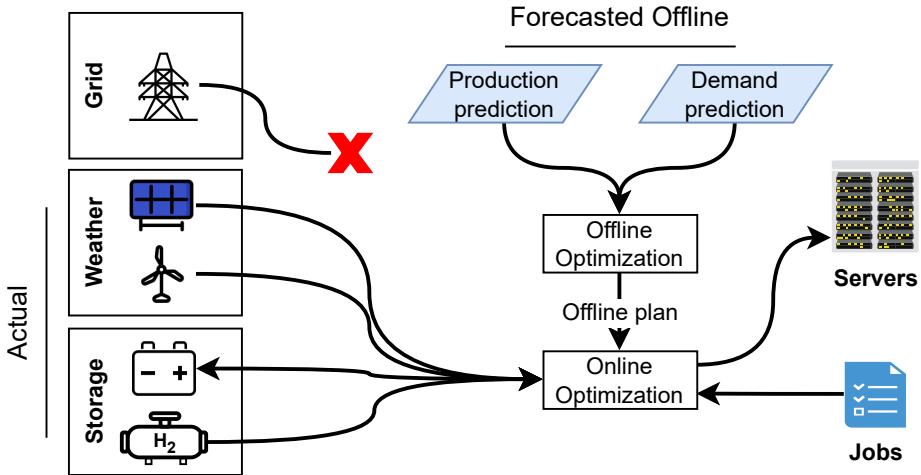 Forecasted Offline
Grid
Production
prediction
Demand
prediction
Actual
Weather
Offline
Optimization
Servers
Offline plan
Storage
− +
H2
Online
Optimization
Jobs